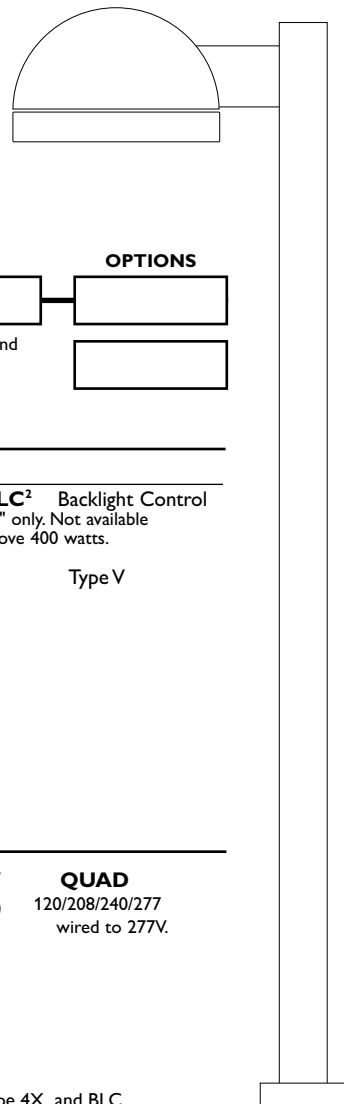 OPTIONS
nd
LC² Backlight Control
" only. Not available
ove 400 watts.
Type V
QUAD
120/208/240/277
wired to 277V.
pe 4X, and BLC